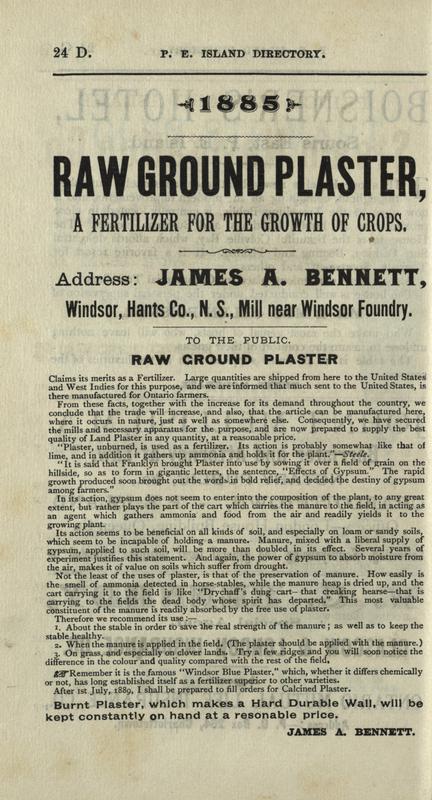 24 D. P. E. ISLAND DIRECTORY.
1885
RAW GROUND PLASTER,
A FERTILIZER FOR THE GROWTH OF CROPS.
Address: JAMES A. BENNETT,
Windsor, Hants Co., N. S., Mill near Windsor Foundry.
TO THE PUBLIC.
RAW GROUND PLASTER
Claims its merits as a Fertilizer. Large quantities are shipped from here to the United States
and West Indies for this purpose, and we are informed that much sent to the United States, is
there manufactured for Ontario farmers.
From these facts, together with the increase for its demand throughout the country, we
conclude that the trade will increase, and also, that the article can be manufactured here,
where it occurs in nature, just as well as somewhere else. Consequently, we have secured
the mills and necessary apparatus for the purpose, and are now prepared to supply the best
quality of Land Plaster in any quantity, at a reasonable price.
"Plaster, unburned, is used as a fertilizer. Its action is probably somewhat like that of
lime, and in addition it gathers up ammonia and holds it for the plant."—Steele.
"It is said that Franklyn brought Plaster into use by sowing it over a field of grain on the
hillside, so as to form in gigantic letters, the sentence, "Effects of Gypsum." The rapid
growth produced soon brought out the words in bold relief, and decided the destiny of gypsum
among farmers."
In its action, gypsum does not seem to enter into the composition of the plant, to any great
extent, but rather plays the part of the cart which carries the manure to the field, in acting as
an agent which gathers ammonia and food from the air and readily yields it to the
growing plant.
Its action seems to be beneficial on all kinds of soil, and especially on loam or sandy soils,
which seem to be incapable of holding a manure. Manure, mixed with a liberal supply of
gypsum, applied to such soil, will be more than doubled in its effect. Several years of
experiment justifies this statement. And again, the power of gypsum to absorb moisture from
the air, makes it of value on soils which suffer from drought.
Not the least of the uses of plaster, is that of the preservation of manure. How easily is
the smell of ammonia detected in horse-stables, while the manure heap is dried up, and the
cart carrying it to the field is like "Drychaff's dung cart—that creaking hearse—that is
carrying to the fields the dead body whose spirit has departed." This most valuable
constituent of the manure is readily absorbed by the free use of plaster.
Therefore we recommend its use:—
1. About the stable in order to save the real strength of the manure; as well as to keep the
stable healthy.
2. When the manure is applied in the field. (The plaster should be applied with the manure.)
3. On grass, and especially on clover lands. Try a few ridges and you will soon notice the
difference in the colour and quality compared with the rest of the field.
☞ Remember it is the famous "Windsor Blue Plaster," which, whether it differs chemically
or not, has long established itself as a fertilizer superior to other varieties.
After 1st July, 1889, I shall be prepared to fill orders for Calcined Plaster.
Burnt Plaster, which makes a Hard Durable Wall, will be
kept constantly on hand at a resonable price.
JAMES A. BENNETT.